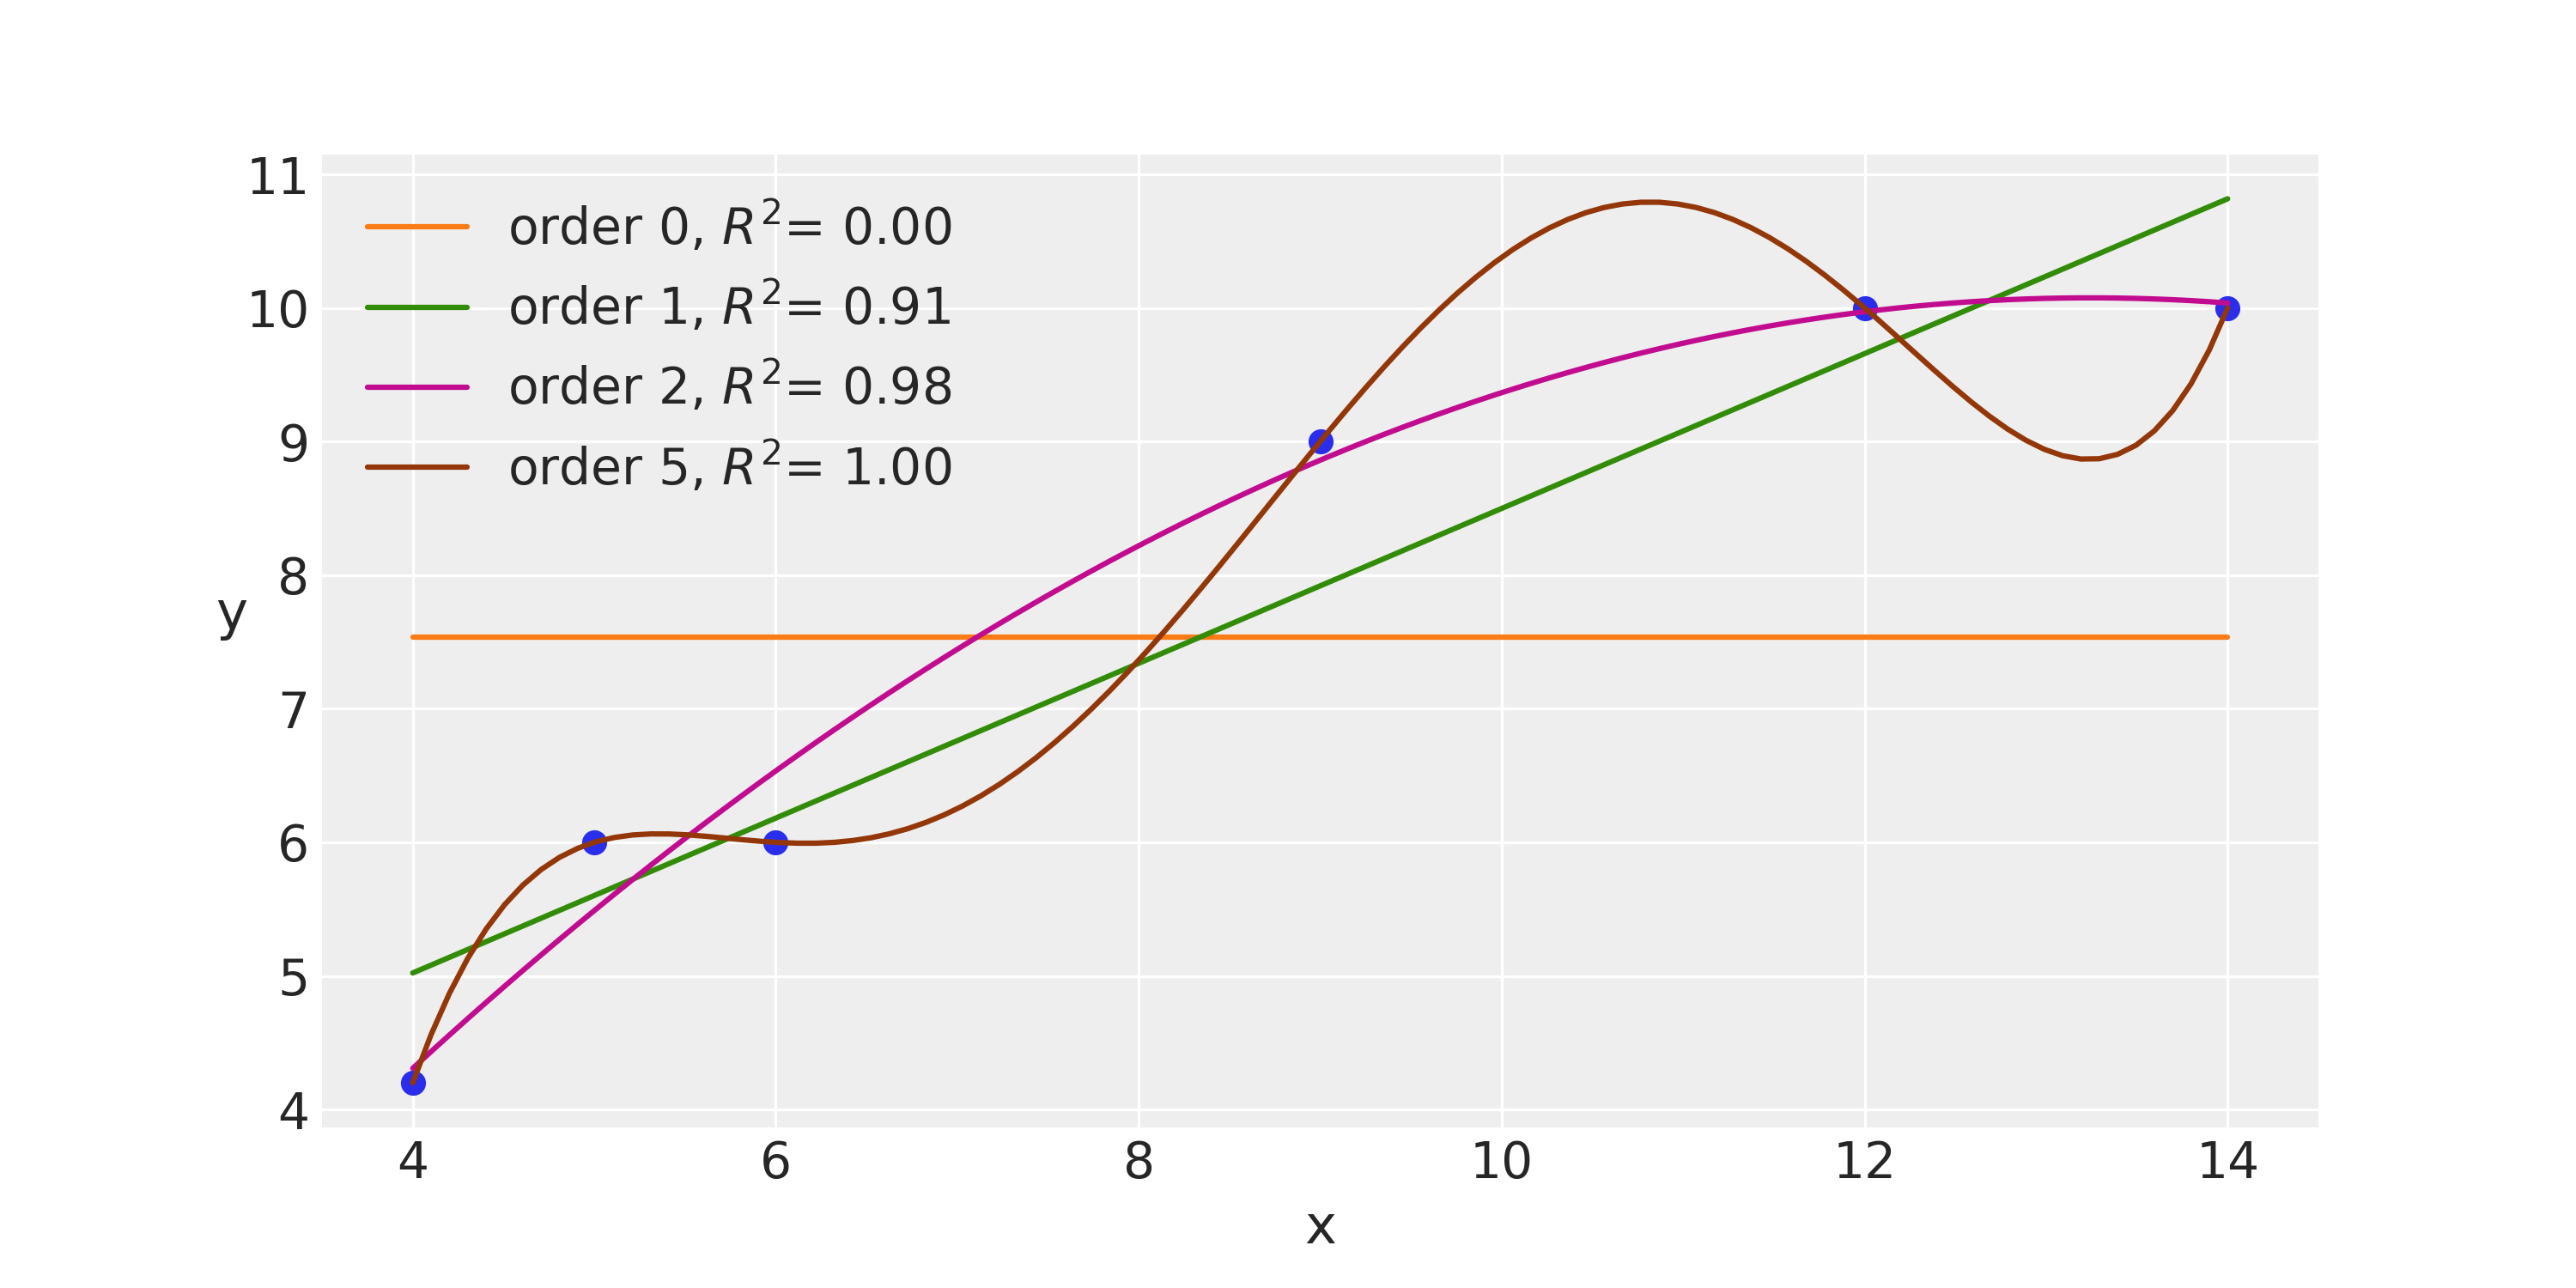 order 0, R²= 0.00
order 1, R²= 0.91
order 2, R²= 0.98
order 5, R²= 1.00
11
10
9
8
7
6
5
4
y
4 6 8 10 12 14
x